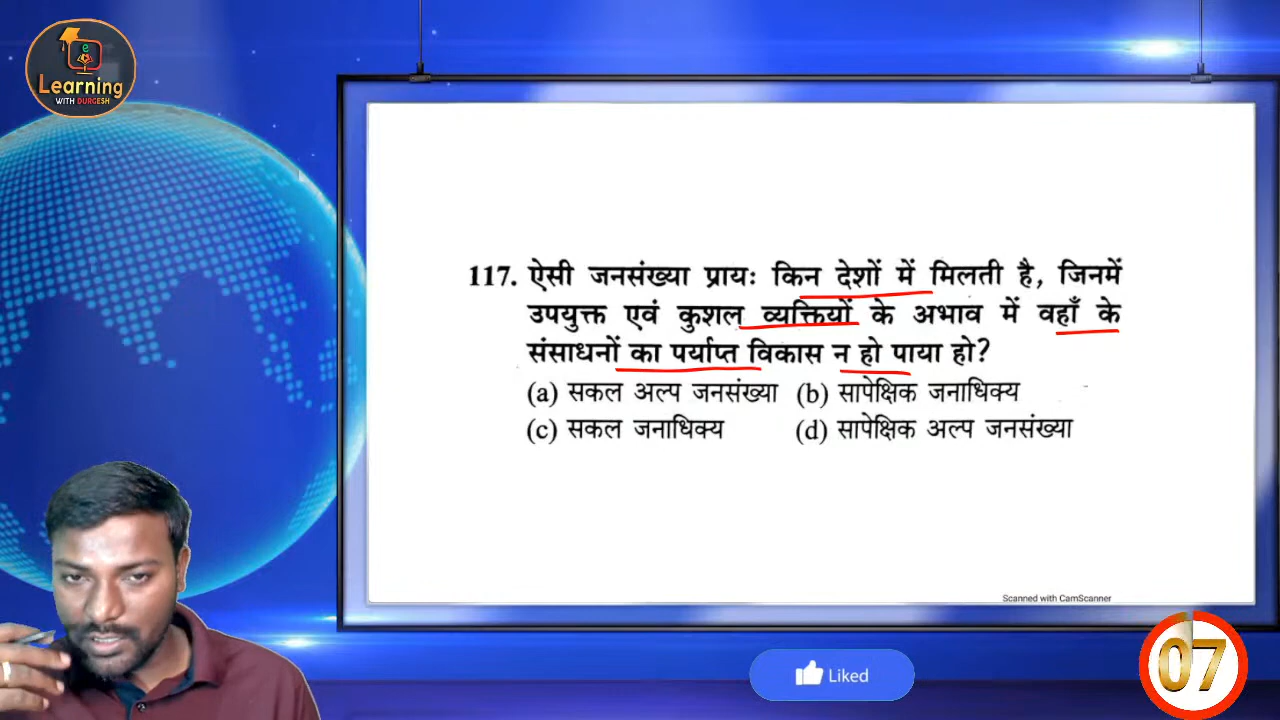 e
Learning
WITH DURGESH
117. ऐसी जनसंख्या प्रायः किन देशों में मिलती है, जिनमें
उपयुक्त एवं कुशल व्यक्तियों के अभाव में वहाँ के
संसाधनों का पर्याप्त विकास न हो पाया हो?
(a) सकल अल्प जनसंख्या (b) सापेक्षिक जनाधिक्य
(c) सकल जनाधिक्य (d) सापेक्षिक अल्प जनसंख्या
Scanned with CamScanner
Liked
07